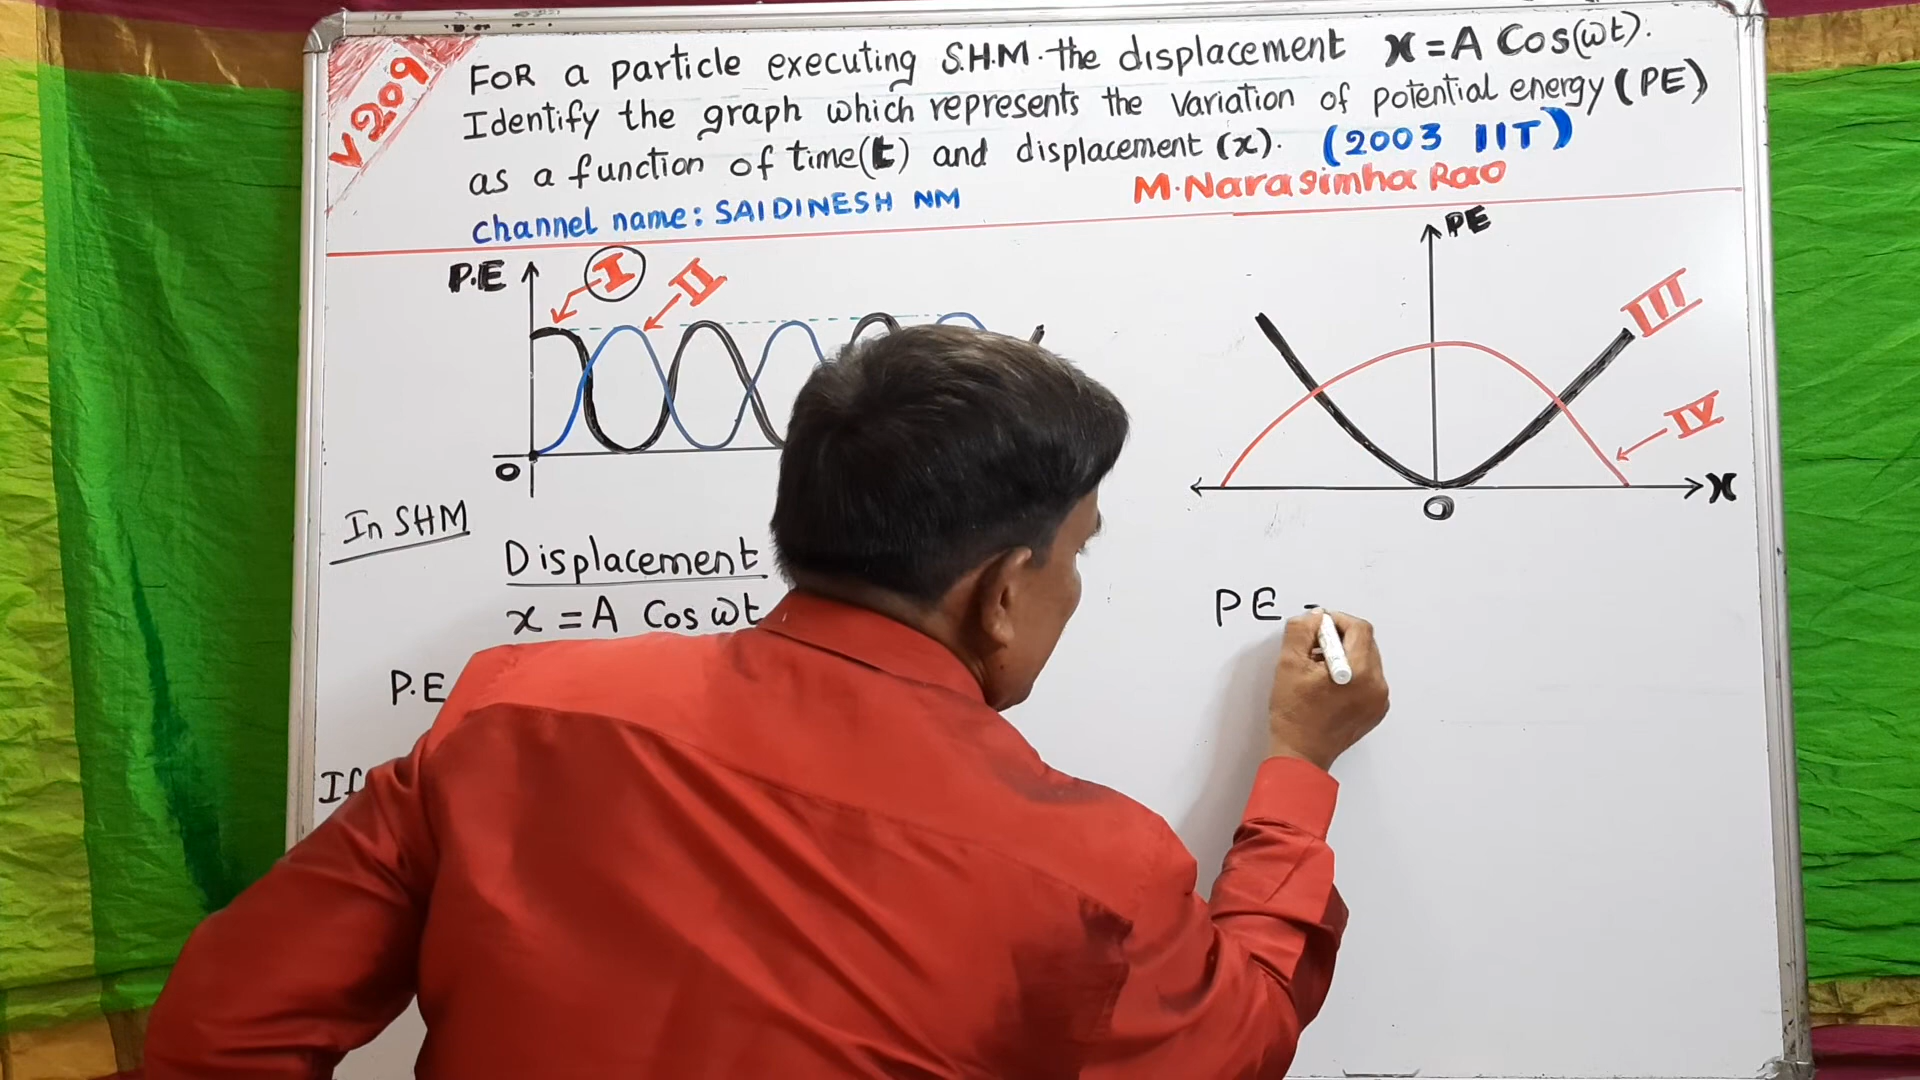 V209
FOR a particle executing S.H.M. the displacement x = A Cos(ωt).
Identify the graph which represents the variation of potential energy (PE)
as a function of time(t) and displacement (x). (2003 IIT)
Channel name: SAIDINESH NM
M. Narasimha Rao
P.E
I
II
O
PE
III
IV
x
O
In SHM
Displacement
x = A Cos ωt
P.E
If
PE =